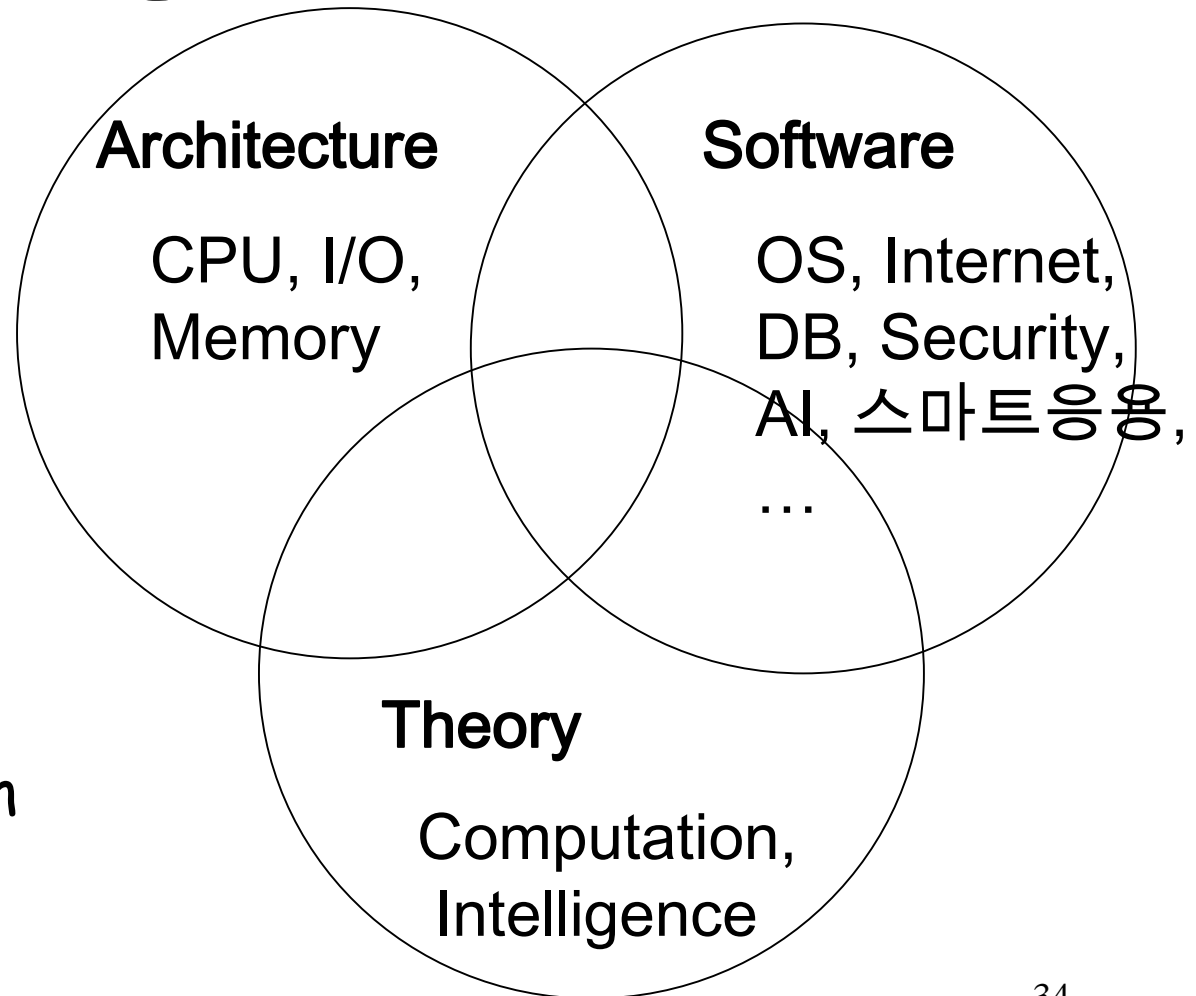 Architecture
CPU, I/O,
Memory
Software
OS, Internet,
DB, Security,
AI, 스마트응용,
…
Theory
Computation,
Intelligence
34